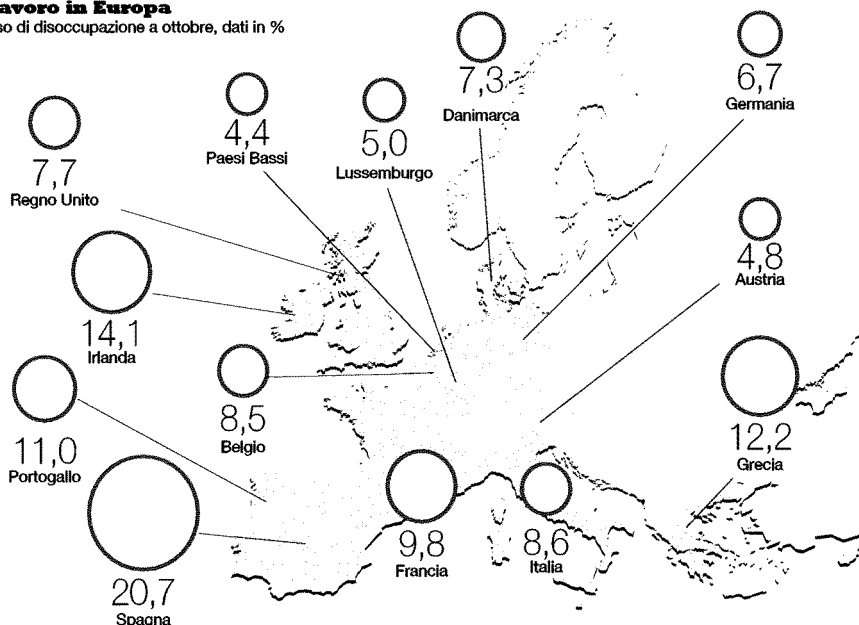 avoro in Europa
so di disoccupazione a ottobre, dati in %
7,3
Danimarca
6,7
Germania
4,4
Paesi Bassi
5,0
Lussemburgo
7,7
Regno Unito
4,8
Austria
14,1
Irlanda
8,5
Belgio
11,0
Portogallo
12,2
Grecia
9,8
Francia
8,6
Italia
20,7
Spagna